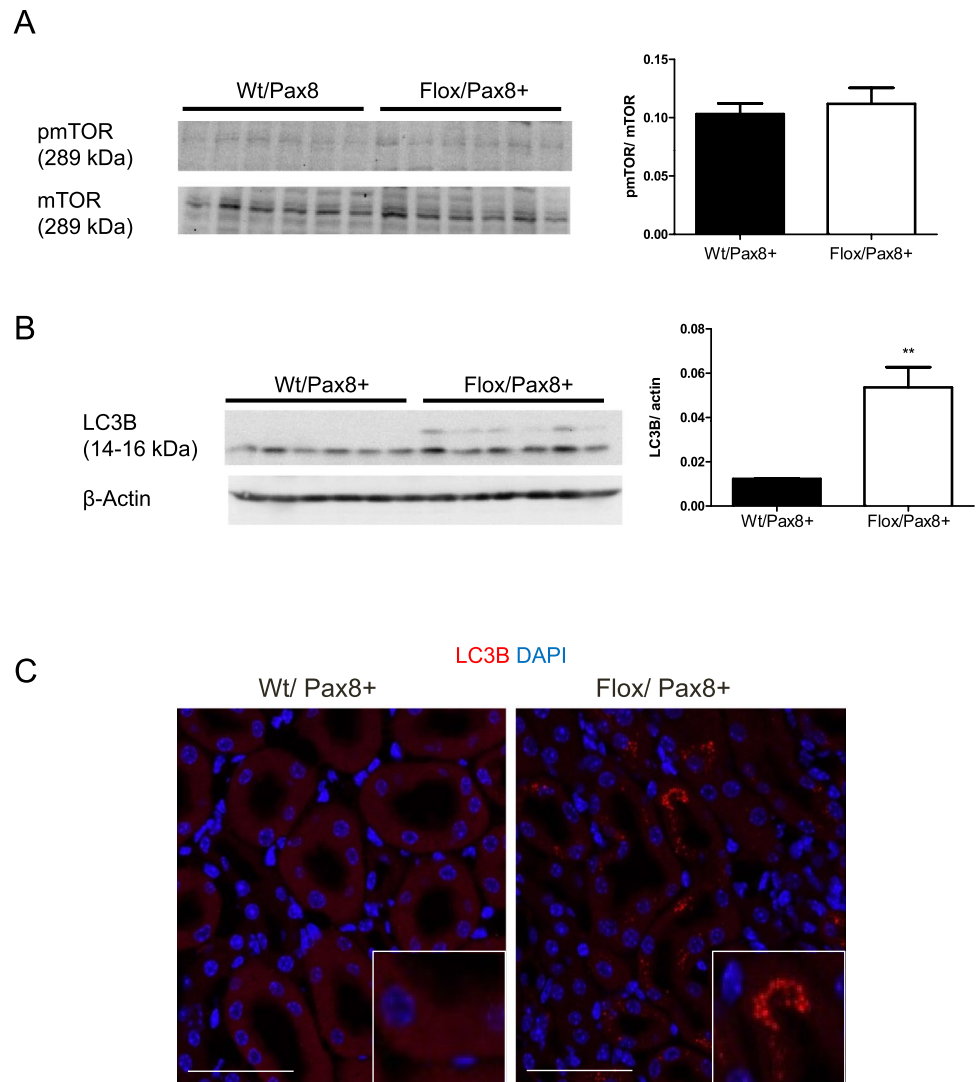 A
Wt/Pax8 Flox/Pax8+
pmTOR
(289 kDa)
mTOR
(289 kDa)
pmTOR/ mTOR
0.15
0.10
0.05
0.00
Wt/Pax8+ Flox/Pax8+
B
Wt/Pax8+ Flox/Pax8+
LC3B
(14-16 kDa)
β-Actin
LC3B/ actin
0.08
0.06
0.04
0.02
0.00
**
Wt/Pax8+ Flox/Pax8+
C
LC3B DAPI
Wt/ Pax8+ Flox/ Pax8+